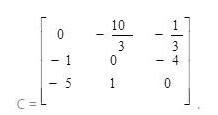 0 - 10/3 - 1/3
- 1 0 - 4
- 5 1 0
C =
.